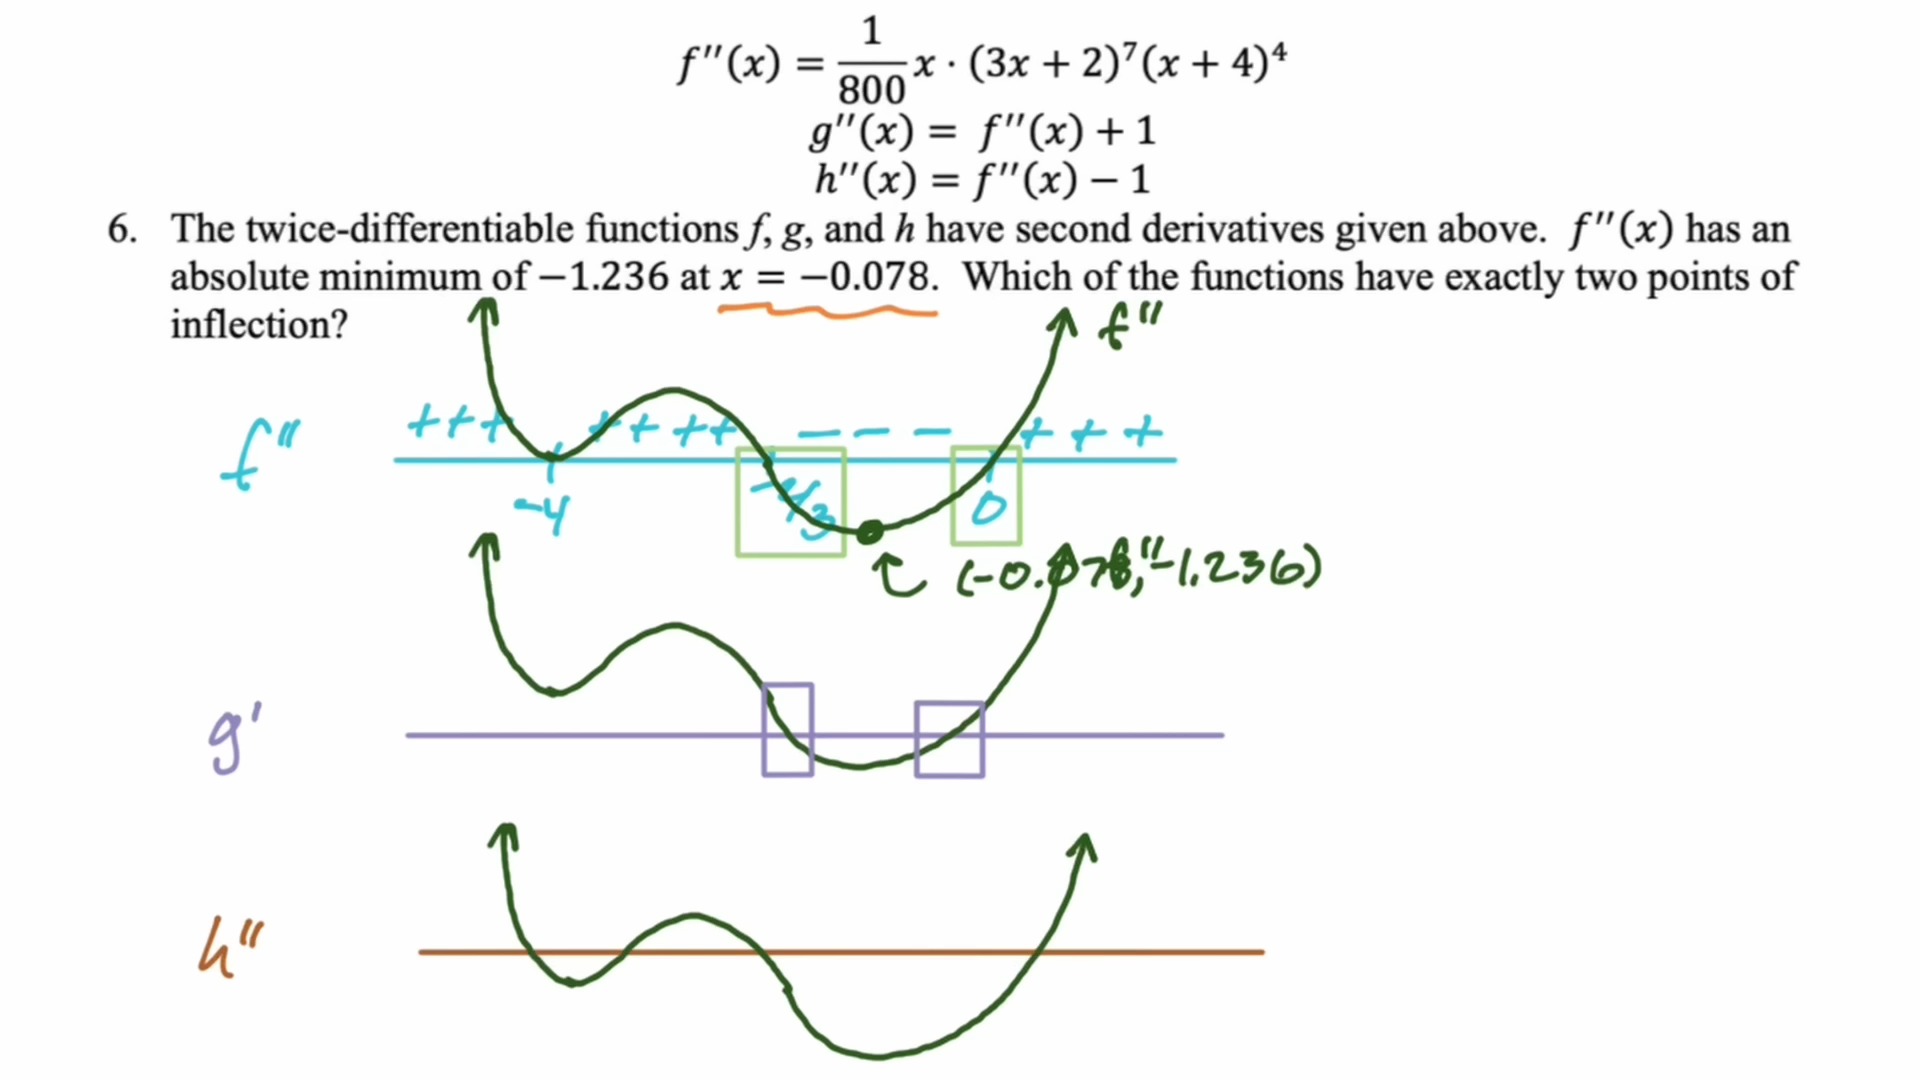 f''(x) = 1/800 x · (3x + 2)⁷(x + 4)⁴
g''(x) = f''(x) + 1
h''(x) = f''(x) − 1
6. The twice-differentiable functions f, g, and h have second derivatives given above. f''(x) has an
absolute minimum of −1.236 at x = −0.078. Which of the functions have exactly two points of
inflection?
f''
f'' +++ ++++ --- +++
-4 -2/3 0
f''
(-0.078, -1.236)
g'
h''